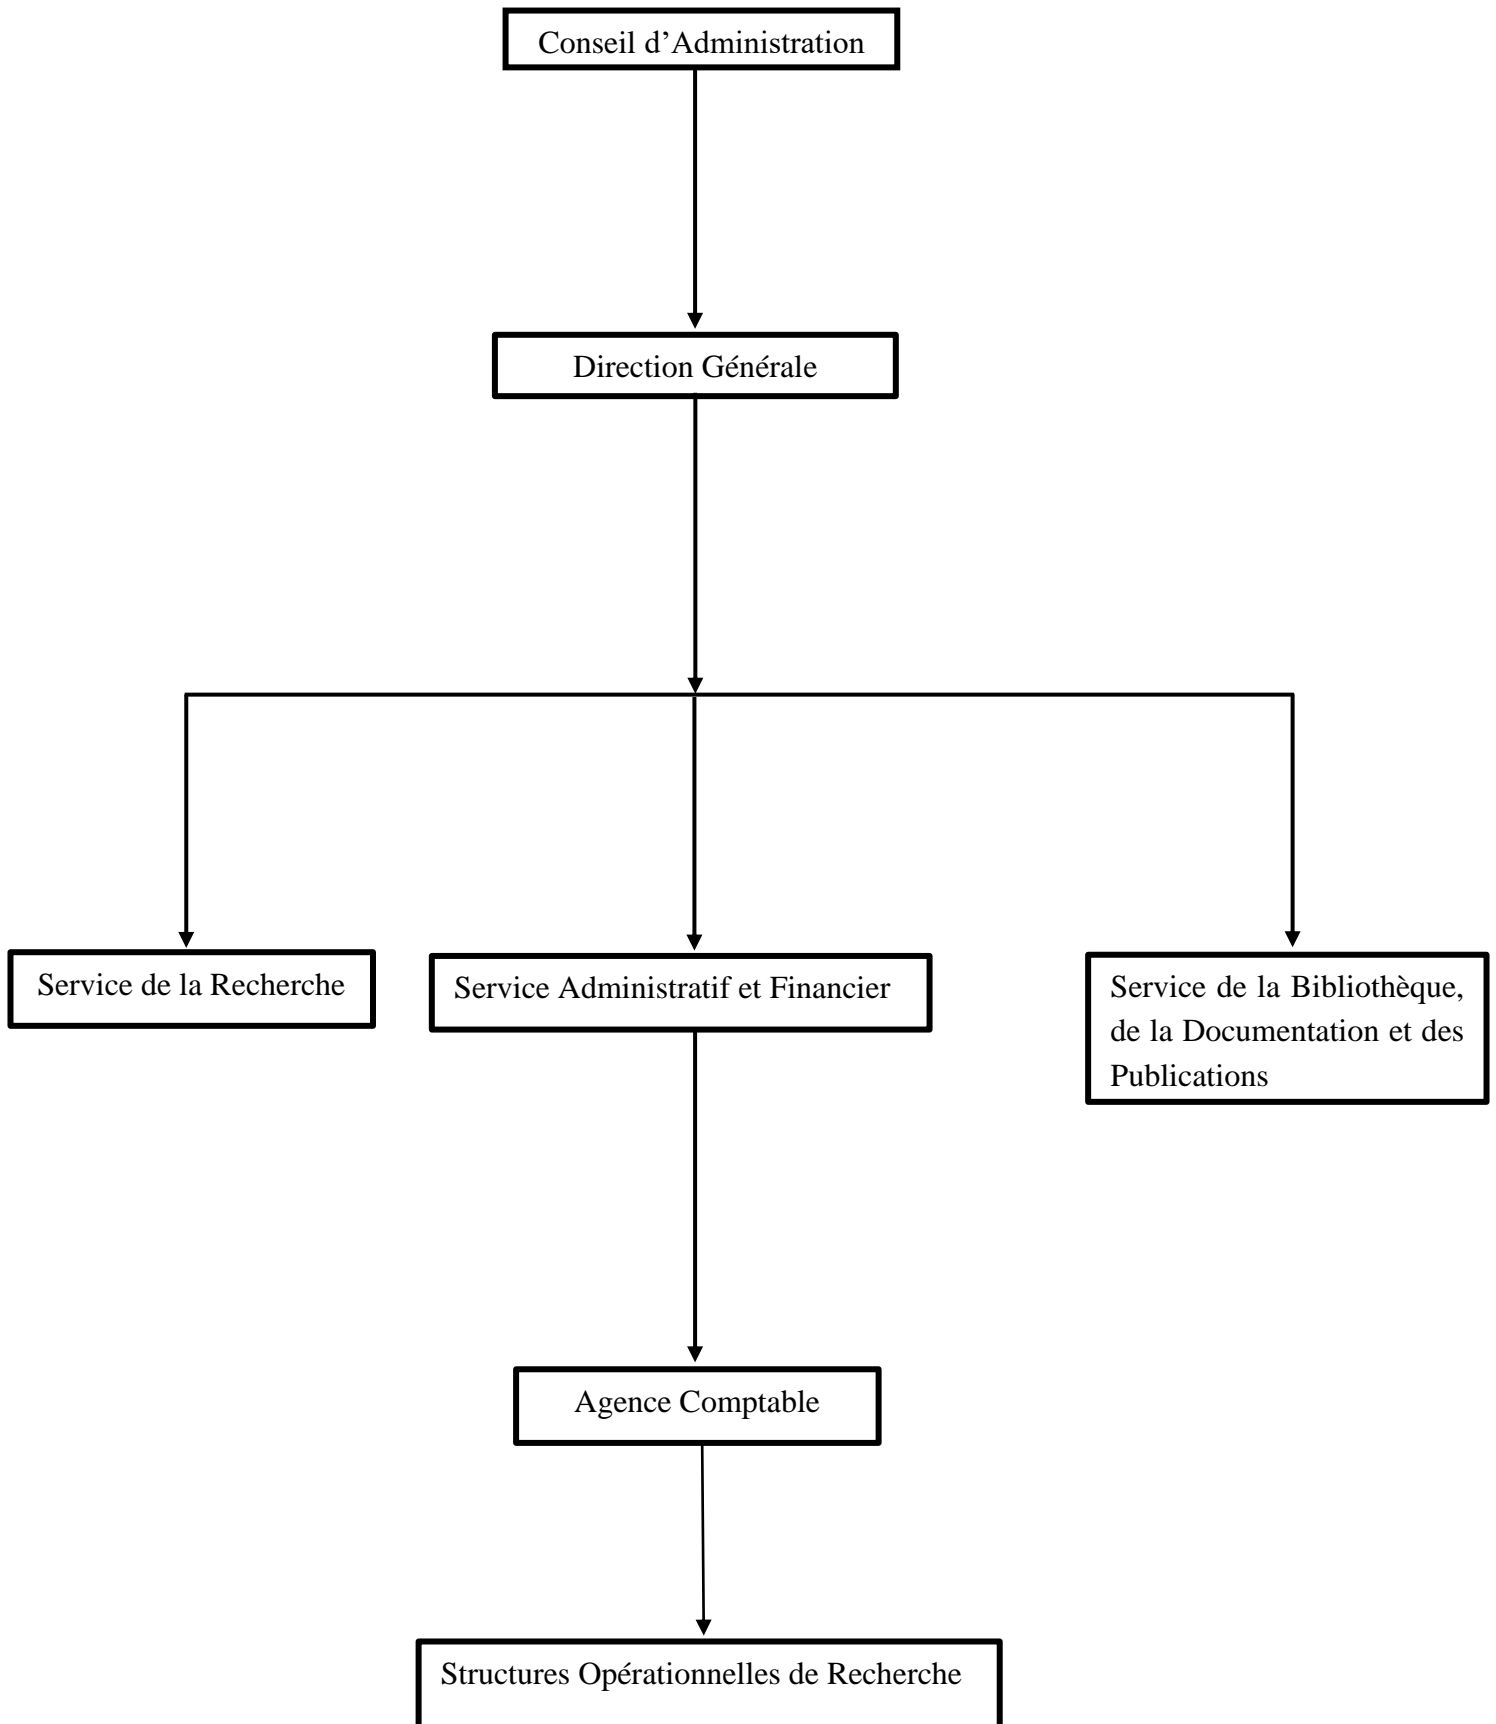 Conseil d’Administration
Direction Générale
Service de la Recherche
Service Administratif et Financier
Service de la Bibliothèque,
de la Documentation et des
Publications
Agence Comptable
Structures Opérationnelles de Recherche